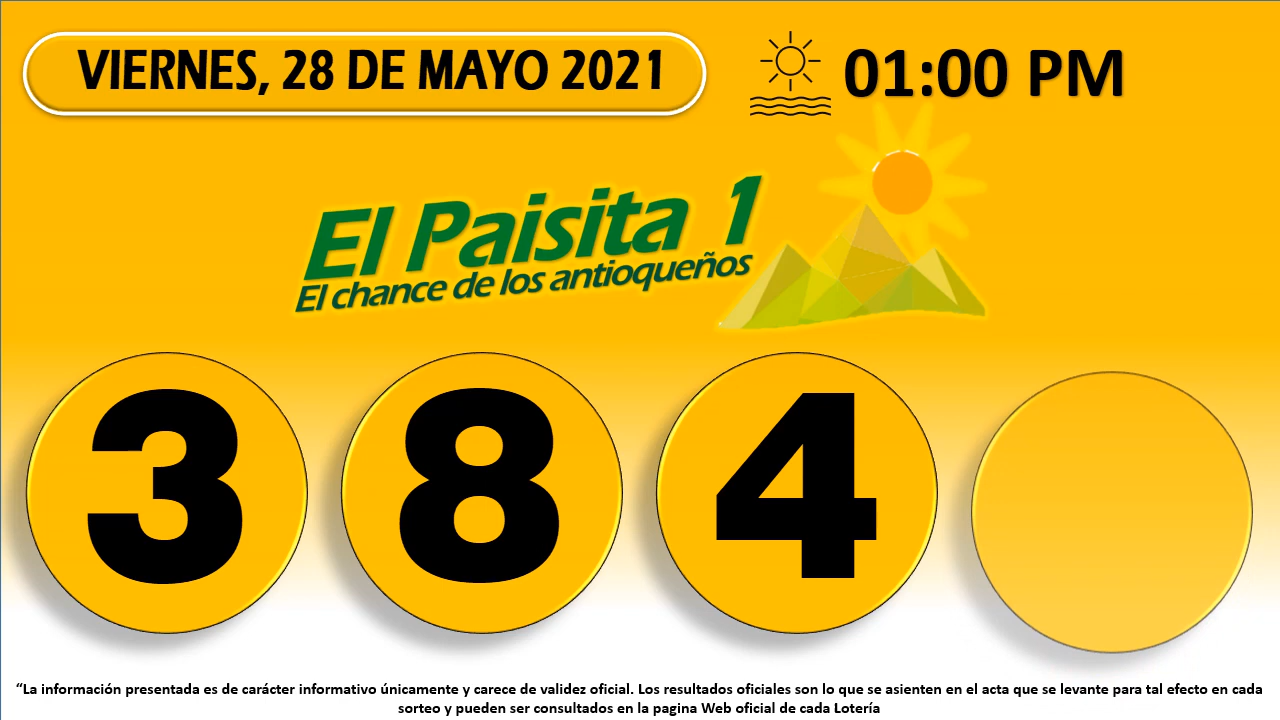 VIERNES, 28 DE MAYO 2021
01:00 PM
El Paisita 1
El chance de los antioqueños
3 8 4
“La información presentada es de carácter informativo únicamente y carece de validez oficial. Los resultados oficiales son lo que se asienten en el acta que se levante para tal efecto en cada
sorteo y pueden ser consultados en la pagina Web oficial de cada Lotería